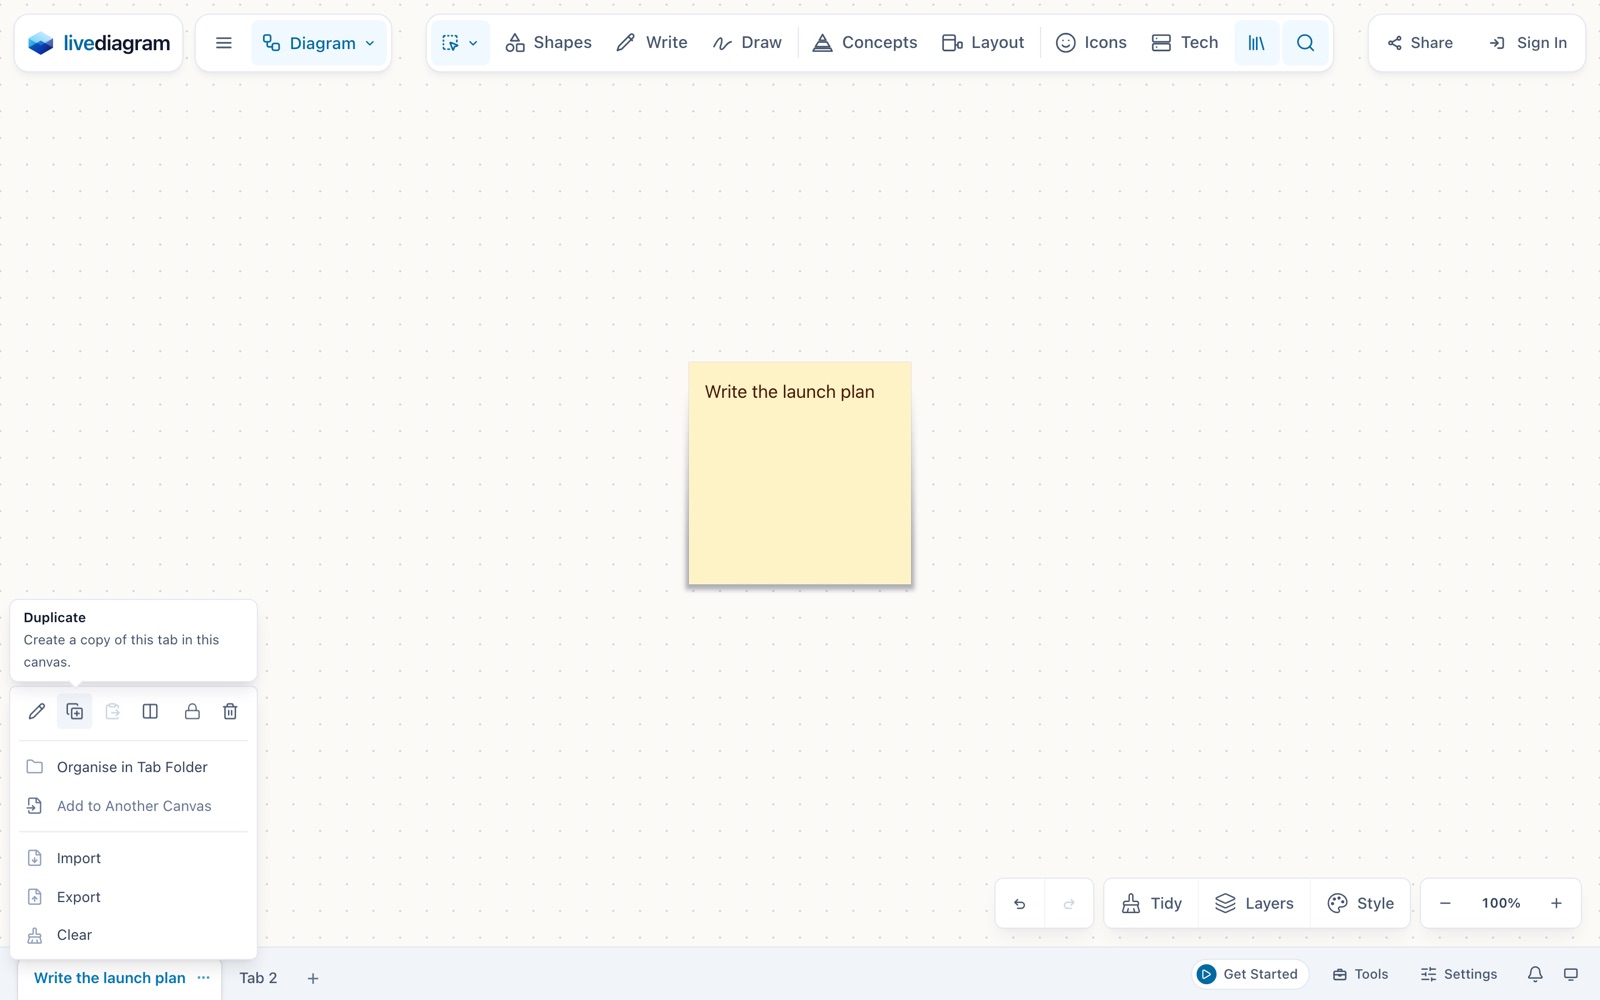 livediagram
Diagram
Shapes
Write
Draw
Concepts
Layout
Icons
Tech
Share
Sign In
Write the launch plan
Duplicate
Create a copy of this tab in this
canvas.
Organise in Tab Folder
Add to Another Canvas
Import
Export
Clear
Tidy
Layers
Style
100%
Write the launch plan
Tab 2
Get Started
Tools
Settings